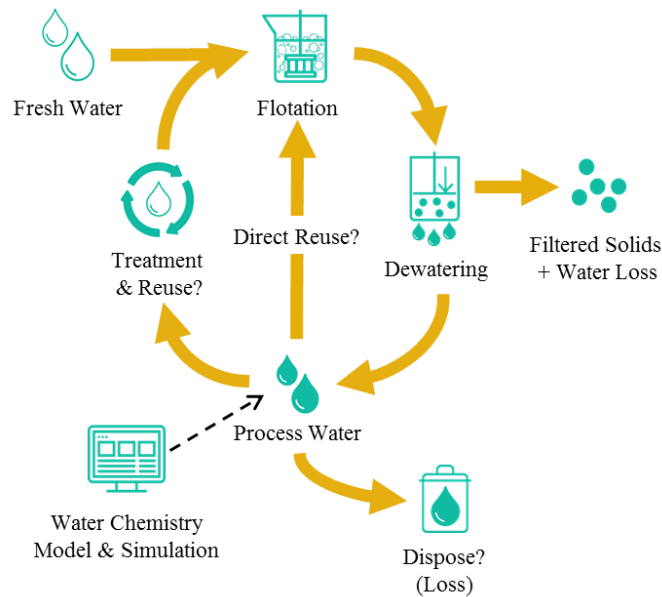 Fresh Water
Flotation
Direct Reuse?
Treatment
& Reuse?
Dewatering
Filtered Solids
+ Water Loss
Process Water
Water Chemistry
Model & Simulation
Dispose?
(Loss)